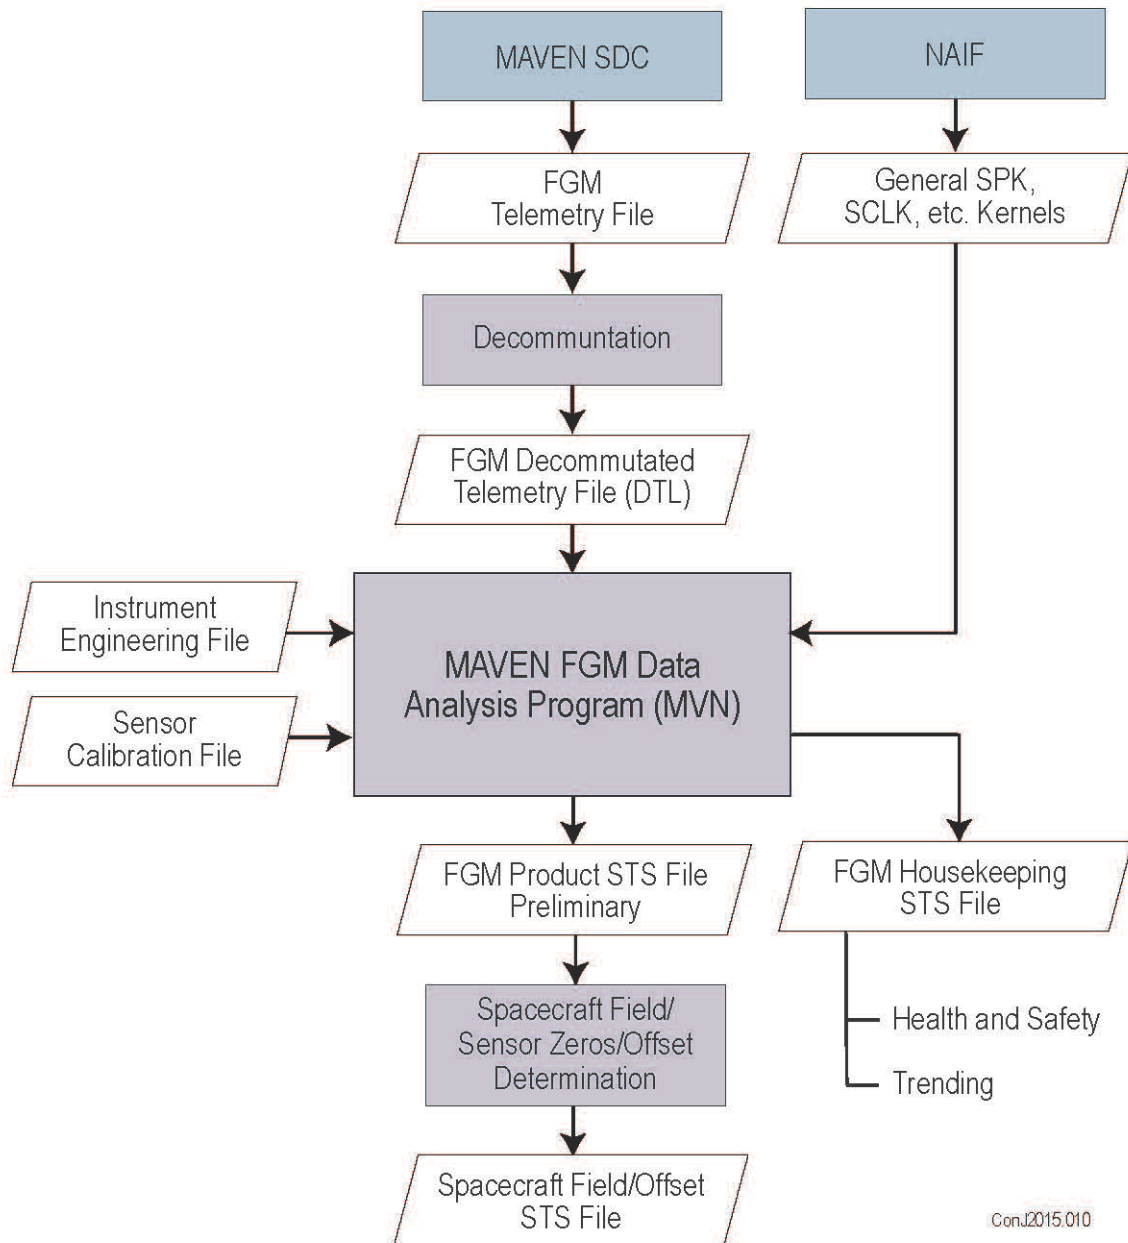 MAVEN SDC
NAIF
FGM
Telemetry File
General SPK,
SCLK, etc. Kernels
Decommuntation
FGM Decommutated
Telemetry File (DTL)
Instrument
Engineering File
MAVEN FGM Data
Analysis Program (MVN)
Sensor
Calibration File
FGM Product STS File
Preliminary
FGM Housekeeping
STS File
Spacecraft Field/
Sensor Zeros/Offset
Determination
Health and Safety
Trending
Spacecraft Field/Offset
STS File
ConJ2015.010